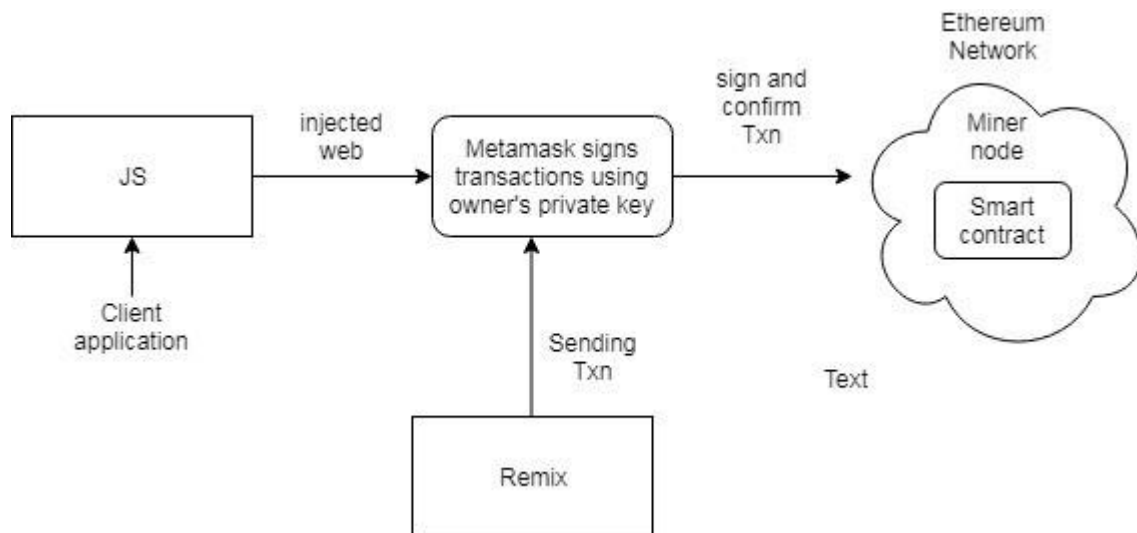 Ethereum
Network
sign and
confirm
Txn
injected
web
Miner
node
JS
Metamask signs
transactions using
owner's private key
Smart
contract
Client
application
Sending
Txn
Text
Remix